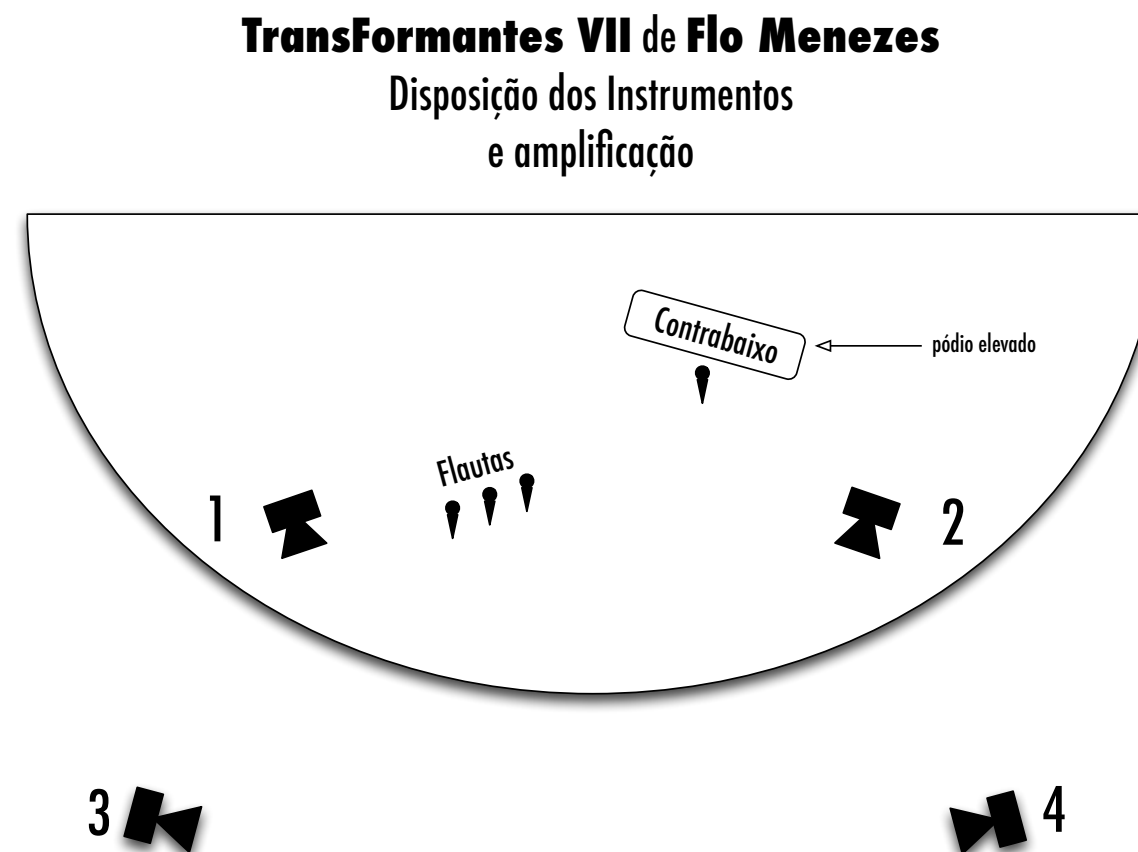 TransFormantes VII de Flo Menezes
Disposição dos Instrumentos
e amplificação
Contrabaixo
pódio elevado
Flautas
1
2
3
4